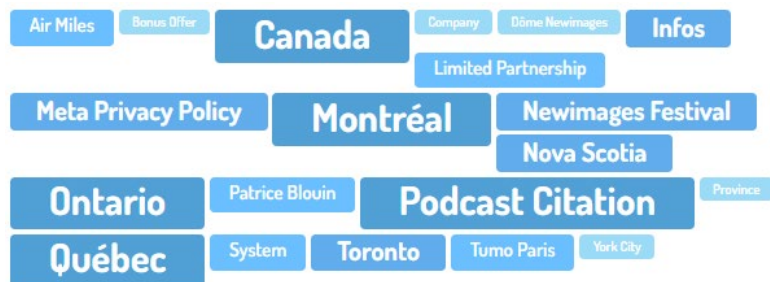 Air Miles Bonus Offer Canada Company Dôme Newimages Infos
Limited Partnership
Meta Privacy Policy Montréal Newimages Festival
Nova Scotia
Ontario Patrice Blouin Podcast Citation Province
Québec System Toronto Tumo Paris York City